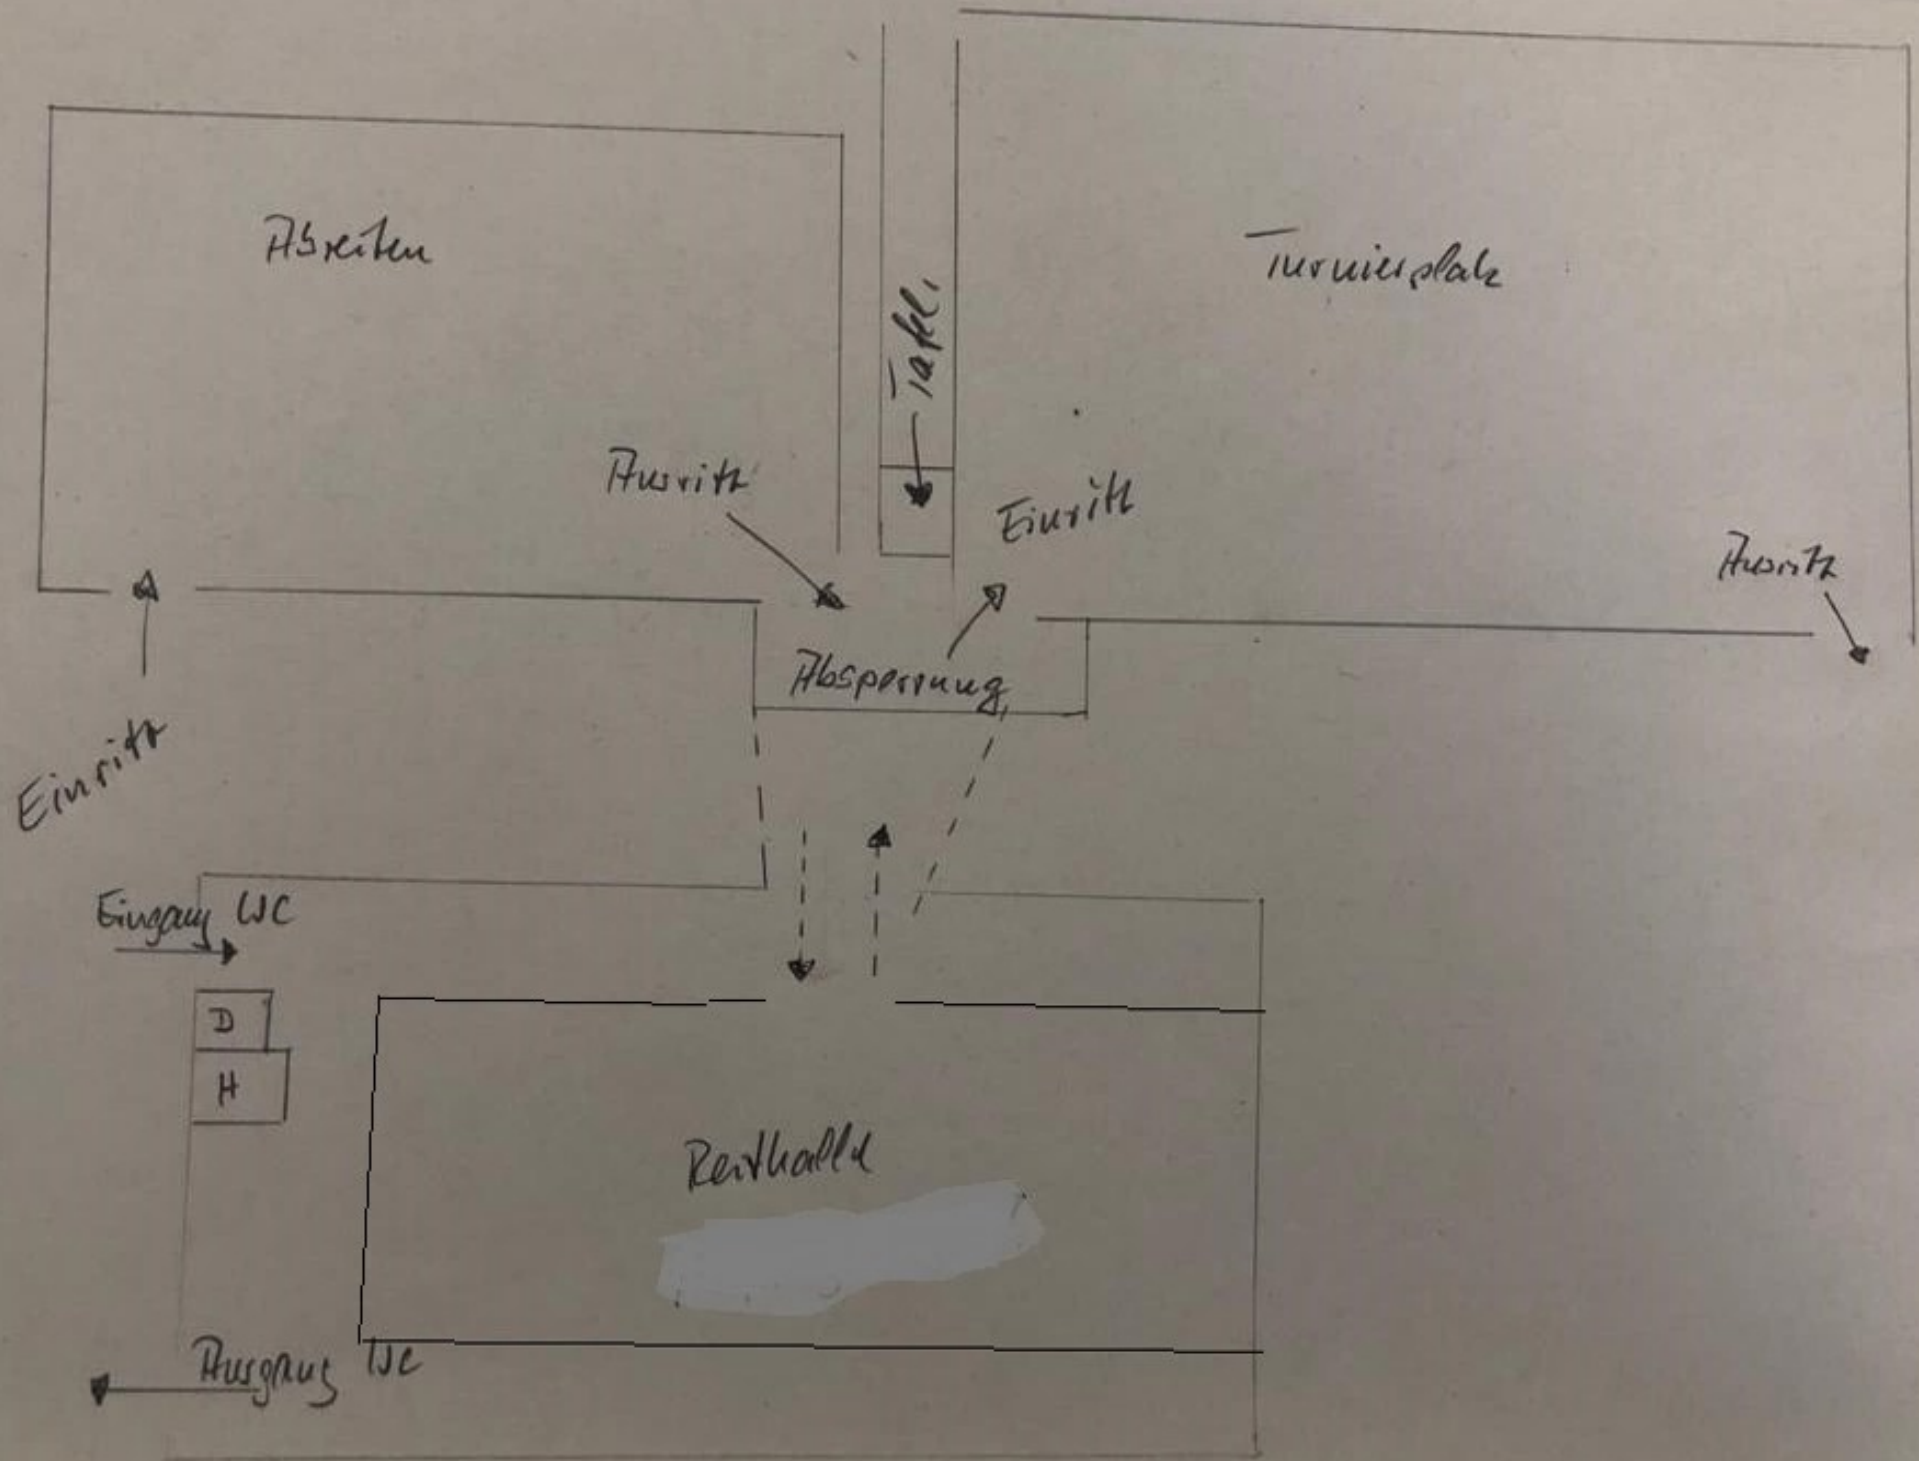 Abreiten
Turnierplatz
Tafel
Ausritt
Einritt
Ausritt
Absperrung
Einritt
Eingang WC
D
H
Reithalle
Ausgang WC